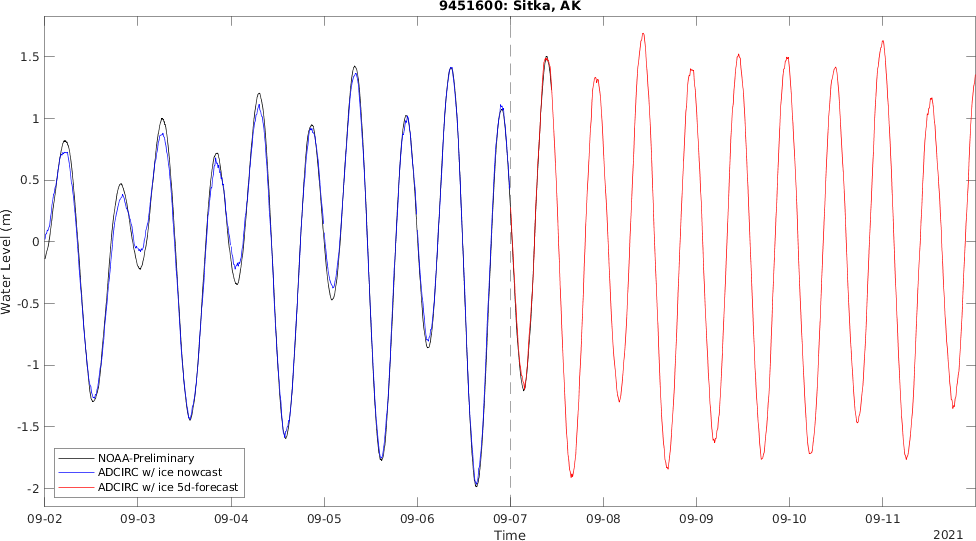 9451600: Sitka, AK
1.5
1
0.5
0
-0.5
-1
-1.5
-2
Water Level (m)
NOAA-Preliminary
ADCIRC w/ ice nowcast
ADCIRC w/ ice 5d-forecast
09-02 09-03 09-04 09-05 09-06 09-07 09-08 09-09 09-10 09-11
Time
2021